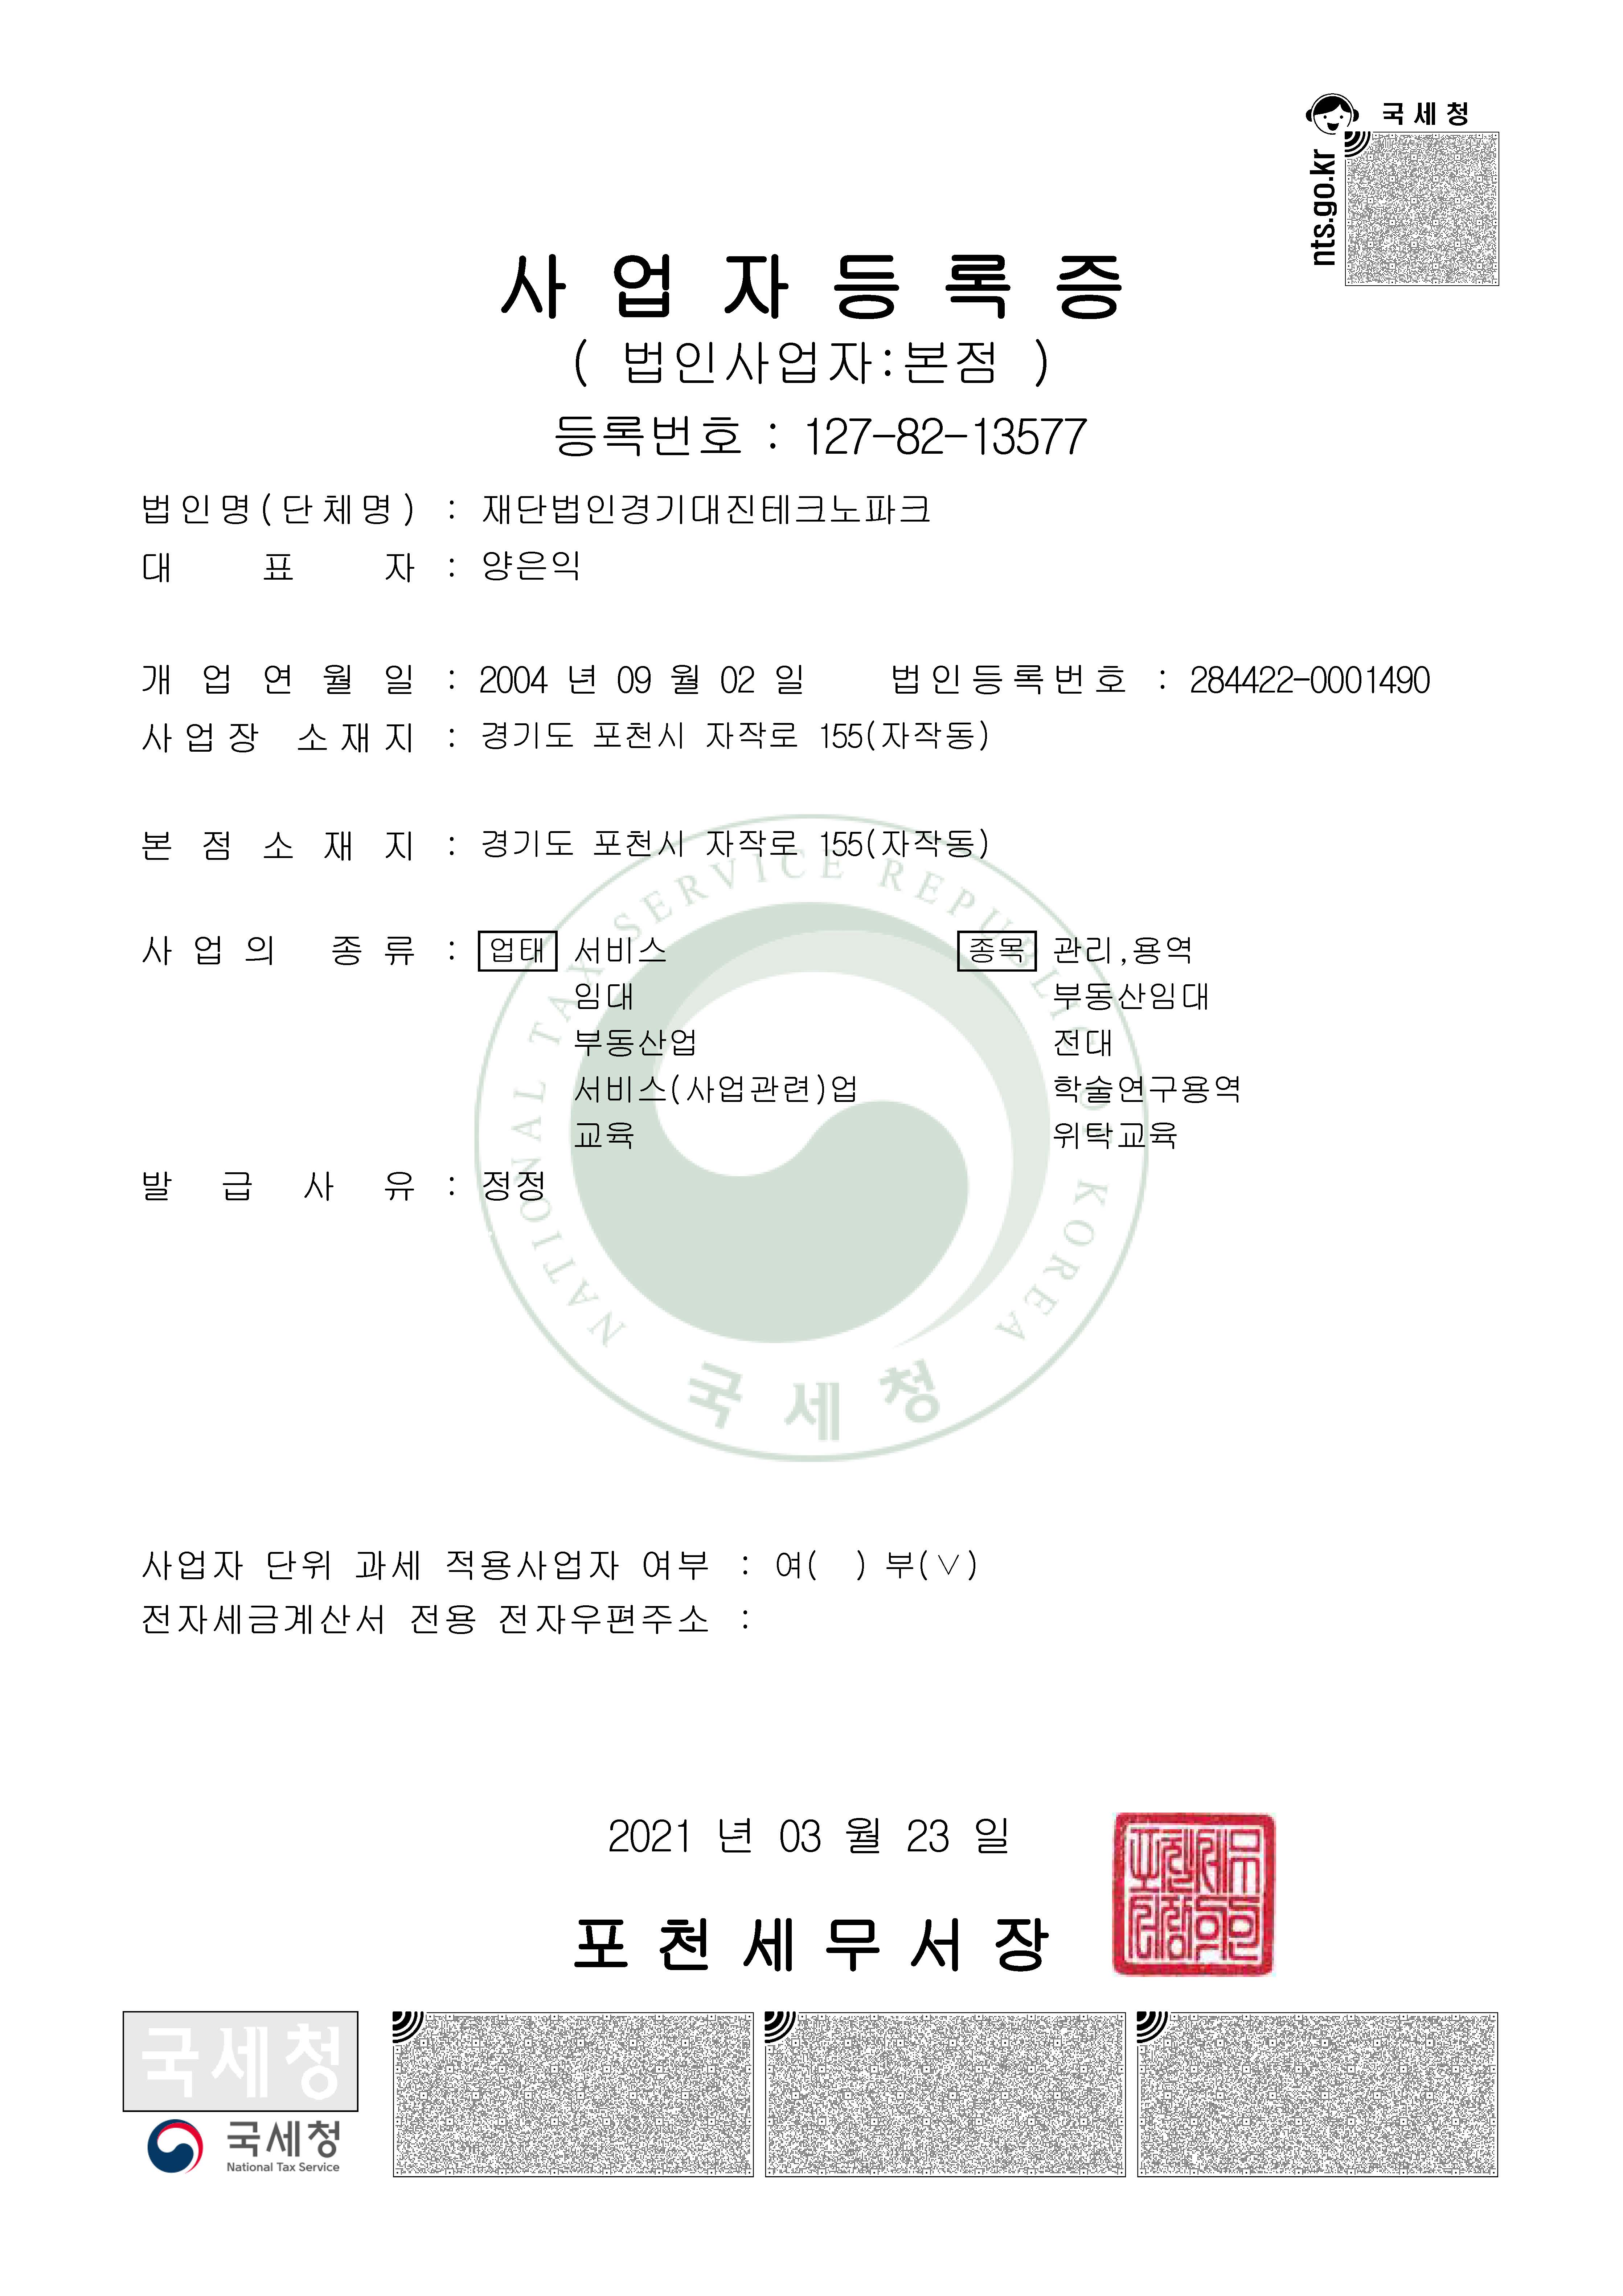 국세청
nts.go.kr
사업자등록증
( 법인사업자:본점 )
등록번호 : 127-82-13577
법인명(단체명) : 재단법인경기대진테크노파크
대 표 자 : 양은익
개 업 연 월 일 : 2004 년 09 월 02 일 법인등록번호 : 284422-0001490
사업장 소재지 : 경기도 포천시 자작로 155(자작동)
본 점 소 재 지 : 경기도 포천시 자작로 155(자작동)
사 업 의 종 류 : 업태 서비스 종목 관리,용역
임대 부동산임대
부동산업 전대
서비스(사업관련)업 학술연구용역
교육 위탁교육
발 급 사 유 : 정정
NATIONAL TAX SERVICE REPUBLIC OF KOREA
국세청
사업자 단위 과세 적용사업자 여부 : 여( ) 부(∨)
전자세금계산서 전용 전자우편주소 :
2021 년 03 월 23 일
포천세무서장
국세청
국세청
National Tax Service